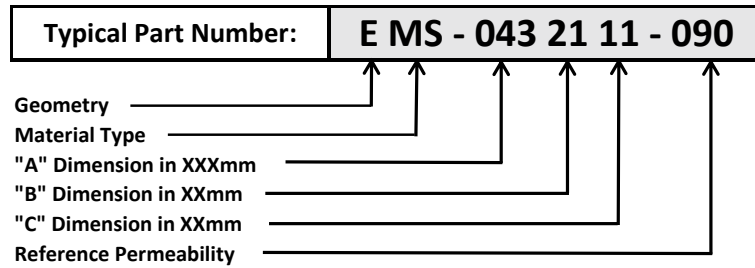 Typical Part Number: E MS - 043 21 11 - 090
Geometry
Material Type
"A" Dimension in XXXmm
"B" Dimension in XXmm
"C" Dimension in XXmm
Reference Permeability